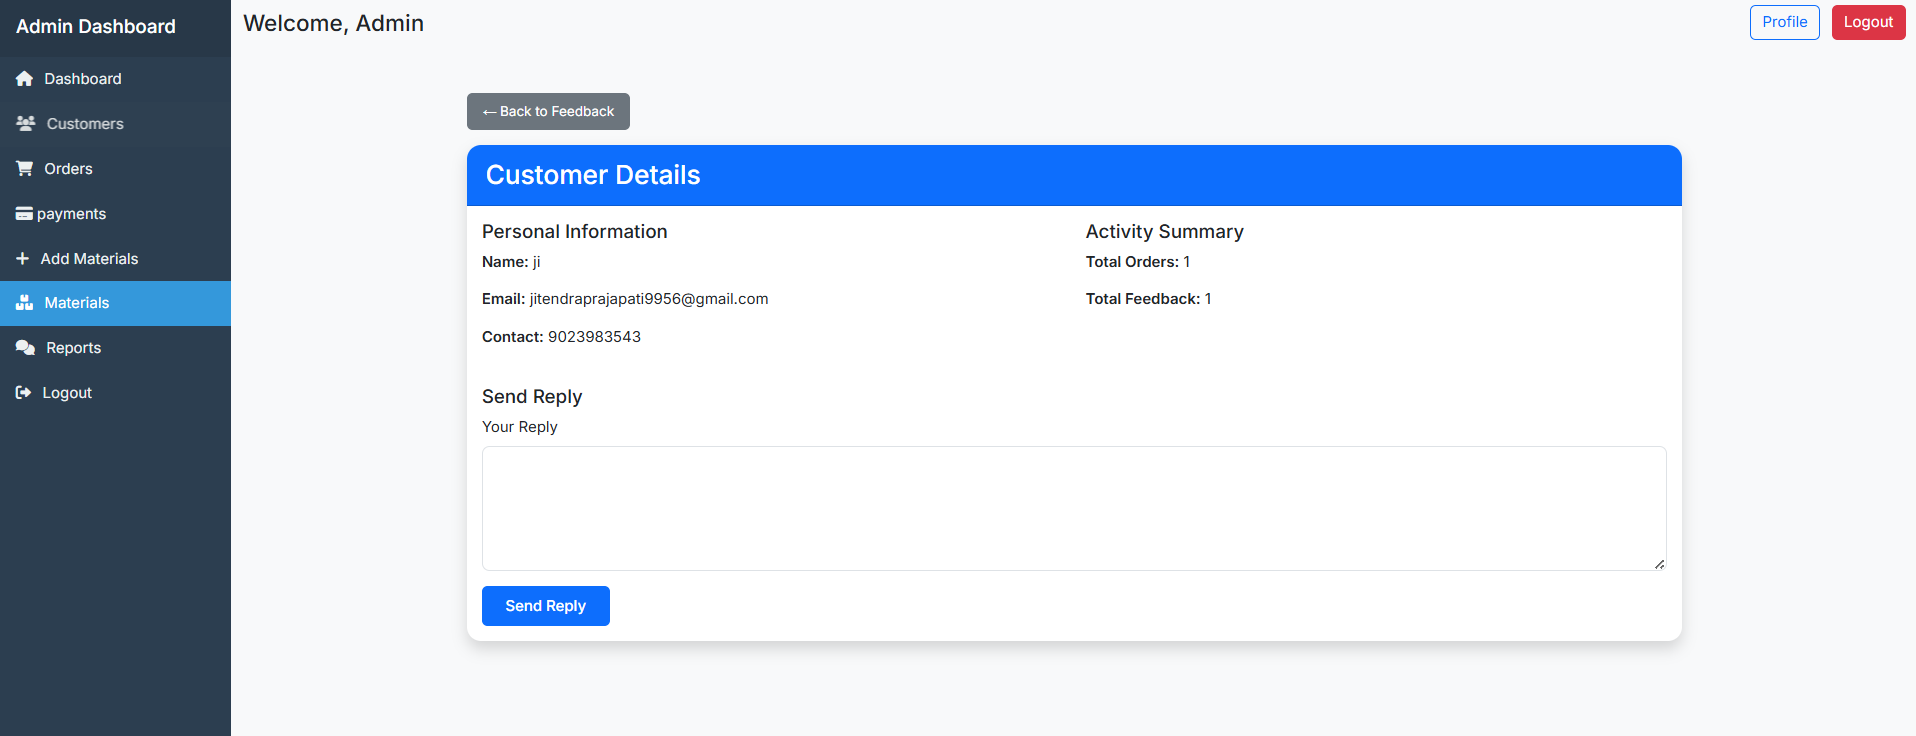 Admin Dashboard
Dashboard
Customers
Orders
payments
Add Materials
Materials
Reports
Logout
Welcome, Admin
Profile
Logout
←Back to Feedback
Customer Details
Personal Information
Name: ji
Email: jitendraprajapati9956@gmail.com
Contact: 9023983543
Activity Summary
Total Orders: 1
Total Feedback: 1
Send Reply
Your Reply
Send Reply